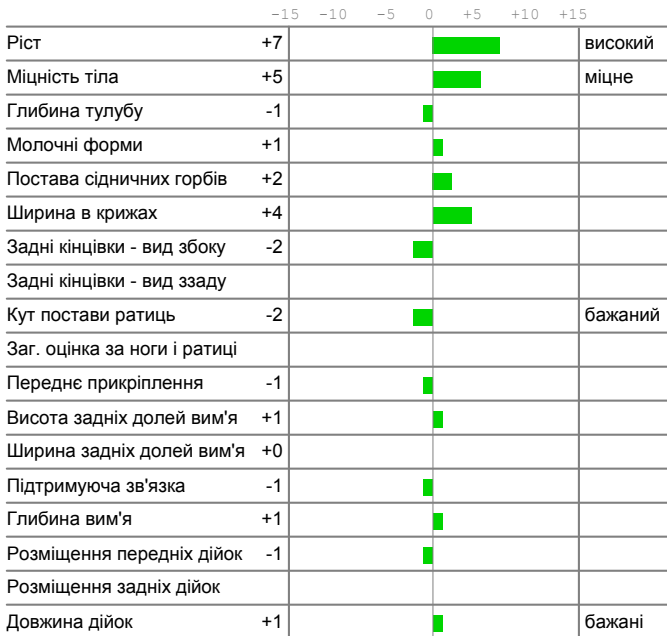 -15 -10 -5 0 +5 +10 +15
Ріст +7 високий
Міцність тіла +5 міцне
Глибина тулубу -1
Молочні форми +1
Постава сідничних горбів +2
Ширина в крижах +4
Задні кінцівки - вид збоку -2
Задні кінцівки - вид ззаду
Кут постави ратиць -2 бажаний
Заг. оцінка за ноги і ратиці
Переднє прикріплення -1
Висота задніх долей вим'я +1
Ширина задніх долей вим'я +0
Підтримуюча зв'язка -1
Глибина вим'я +1
Розміщення передніх дійок -1
Розміщення задніх дійок
Довжина дійок +1 бажані